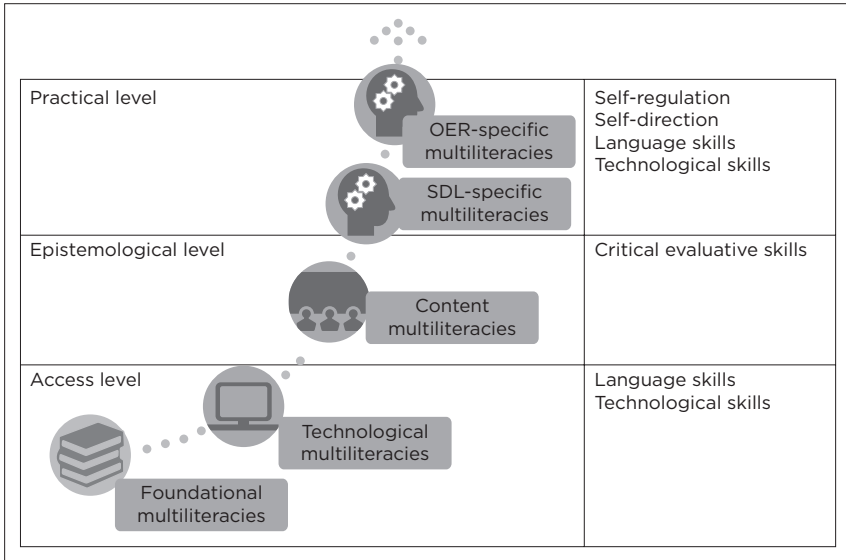 Practical level
OER-specific
multiliteracies
SDL-specific
multiliteracies
Self-regulation
Self-direction
Language skills
Technological skills
Epistemological level
Content
multiliteracies
Critical evaluative skills
Access level
Technological
multiliteracies
Foundational
multiliteracies
Language skills
Technological skills